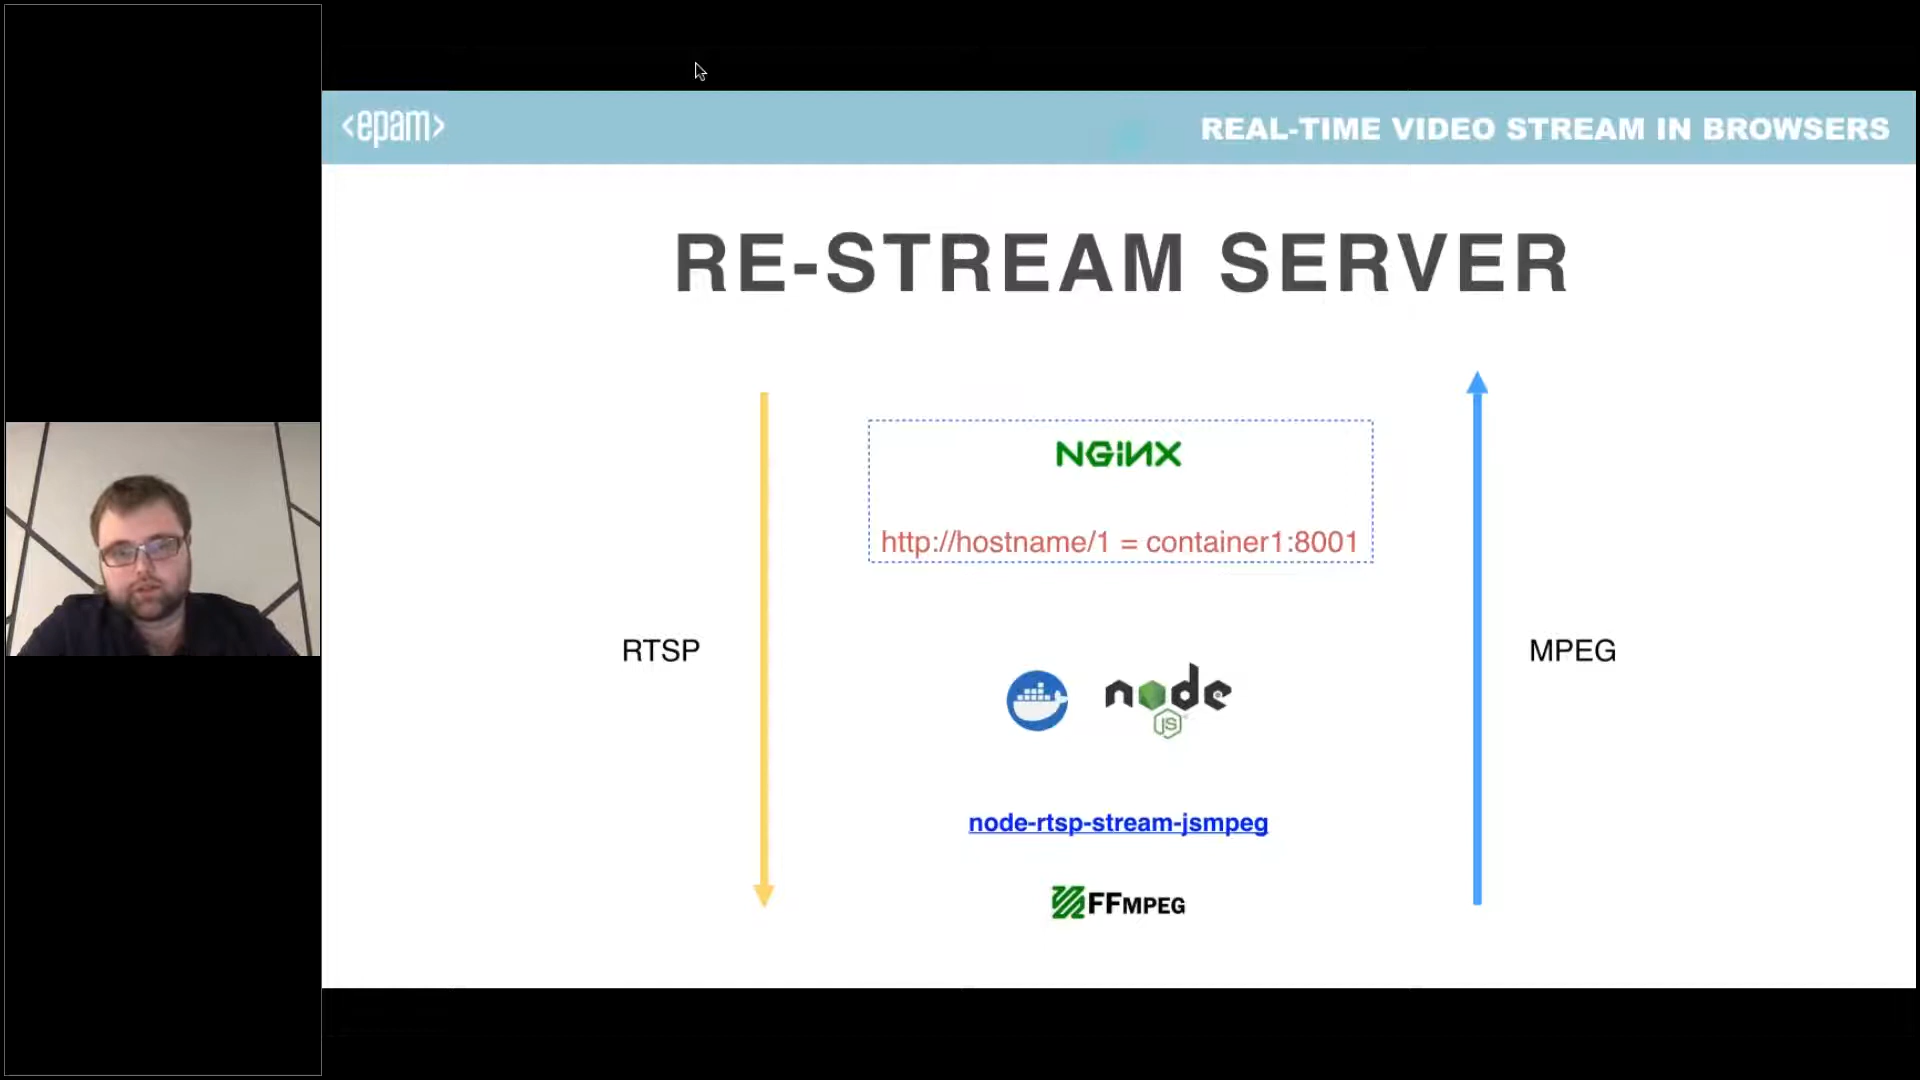 <epam>
REAL-TIME VIDEO STREAM IN BROWSERS
RE-STREAM SERVER
NGINX
http://hostname/1 = container1:8001
RTSP
MPEG
node
JS
node-rtsp-stream-jsmpeg
FFMPEG